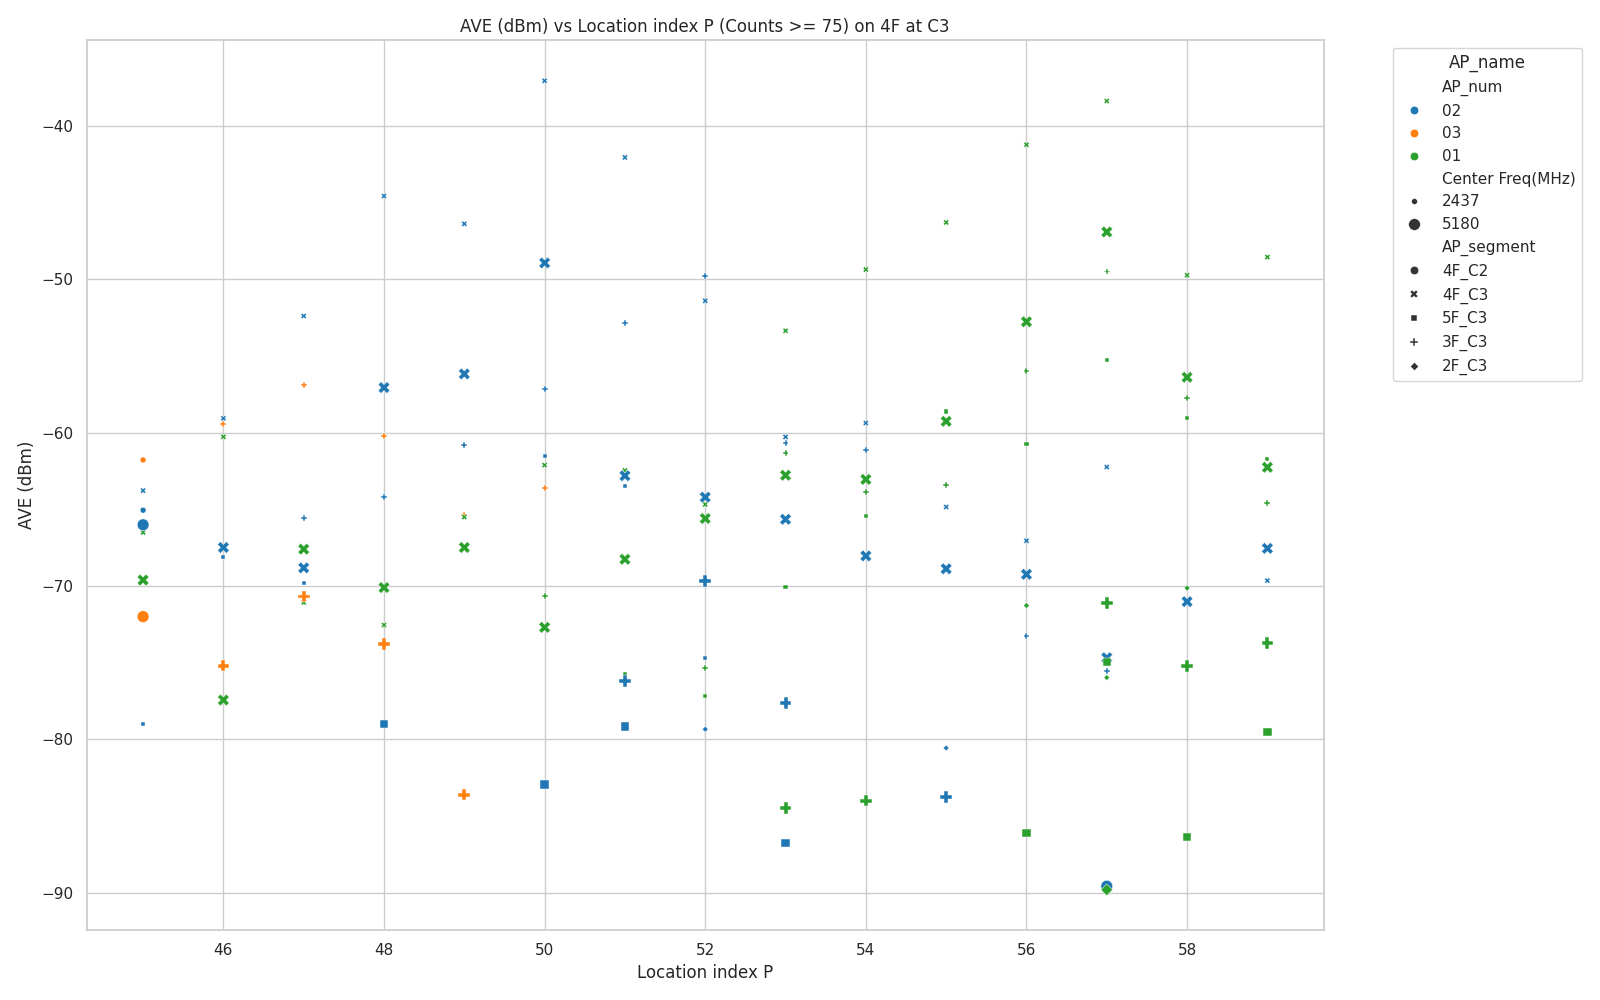 AVE (dBm) vs Location index P (Counts >= 75) on 4F at C3
AP_name
AP_num
02
03
01
Center Freq(MHz)
2437
5180
AP_segment
4F_C2
4F_C3
5F_C3
3F_C3
2F_C3
AVE (dBm)
−40
−50
−60
−70
−80
−90
46 48 50 52 54 56 58
Location index P